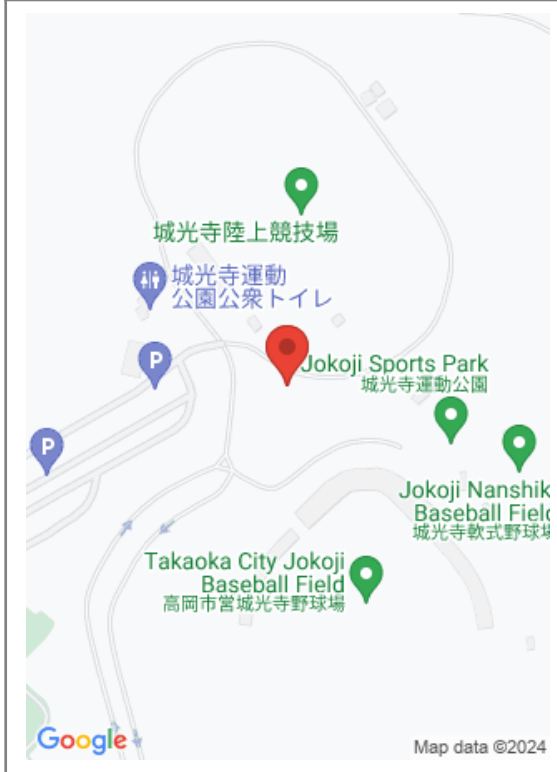 城光寺陸上競技場
城光寺運動
公園公衆トイレ
P
Jokoji Sports Park
城光寺運動公園
P
Jokoji Nanshik
Baseball Field
城光寺軟式野球場
Takaoka City Jokoji
Baseball Field
高岡市営城光寺野球場
Google
Map data ©2024